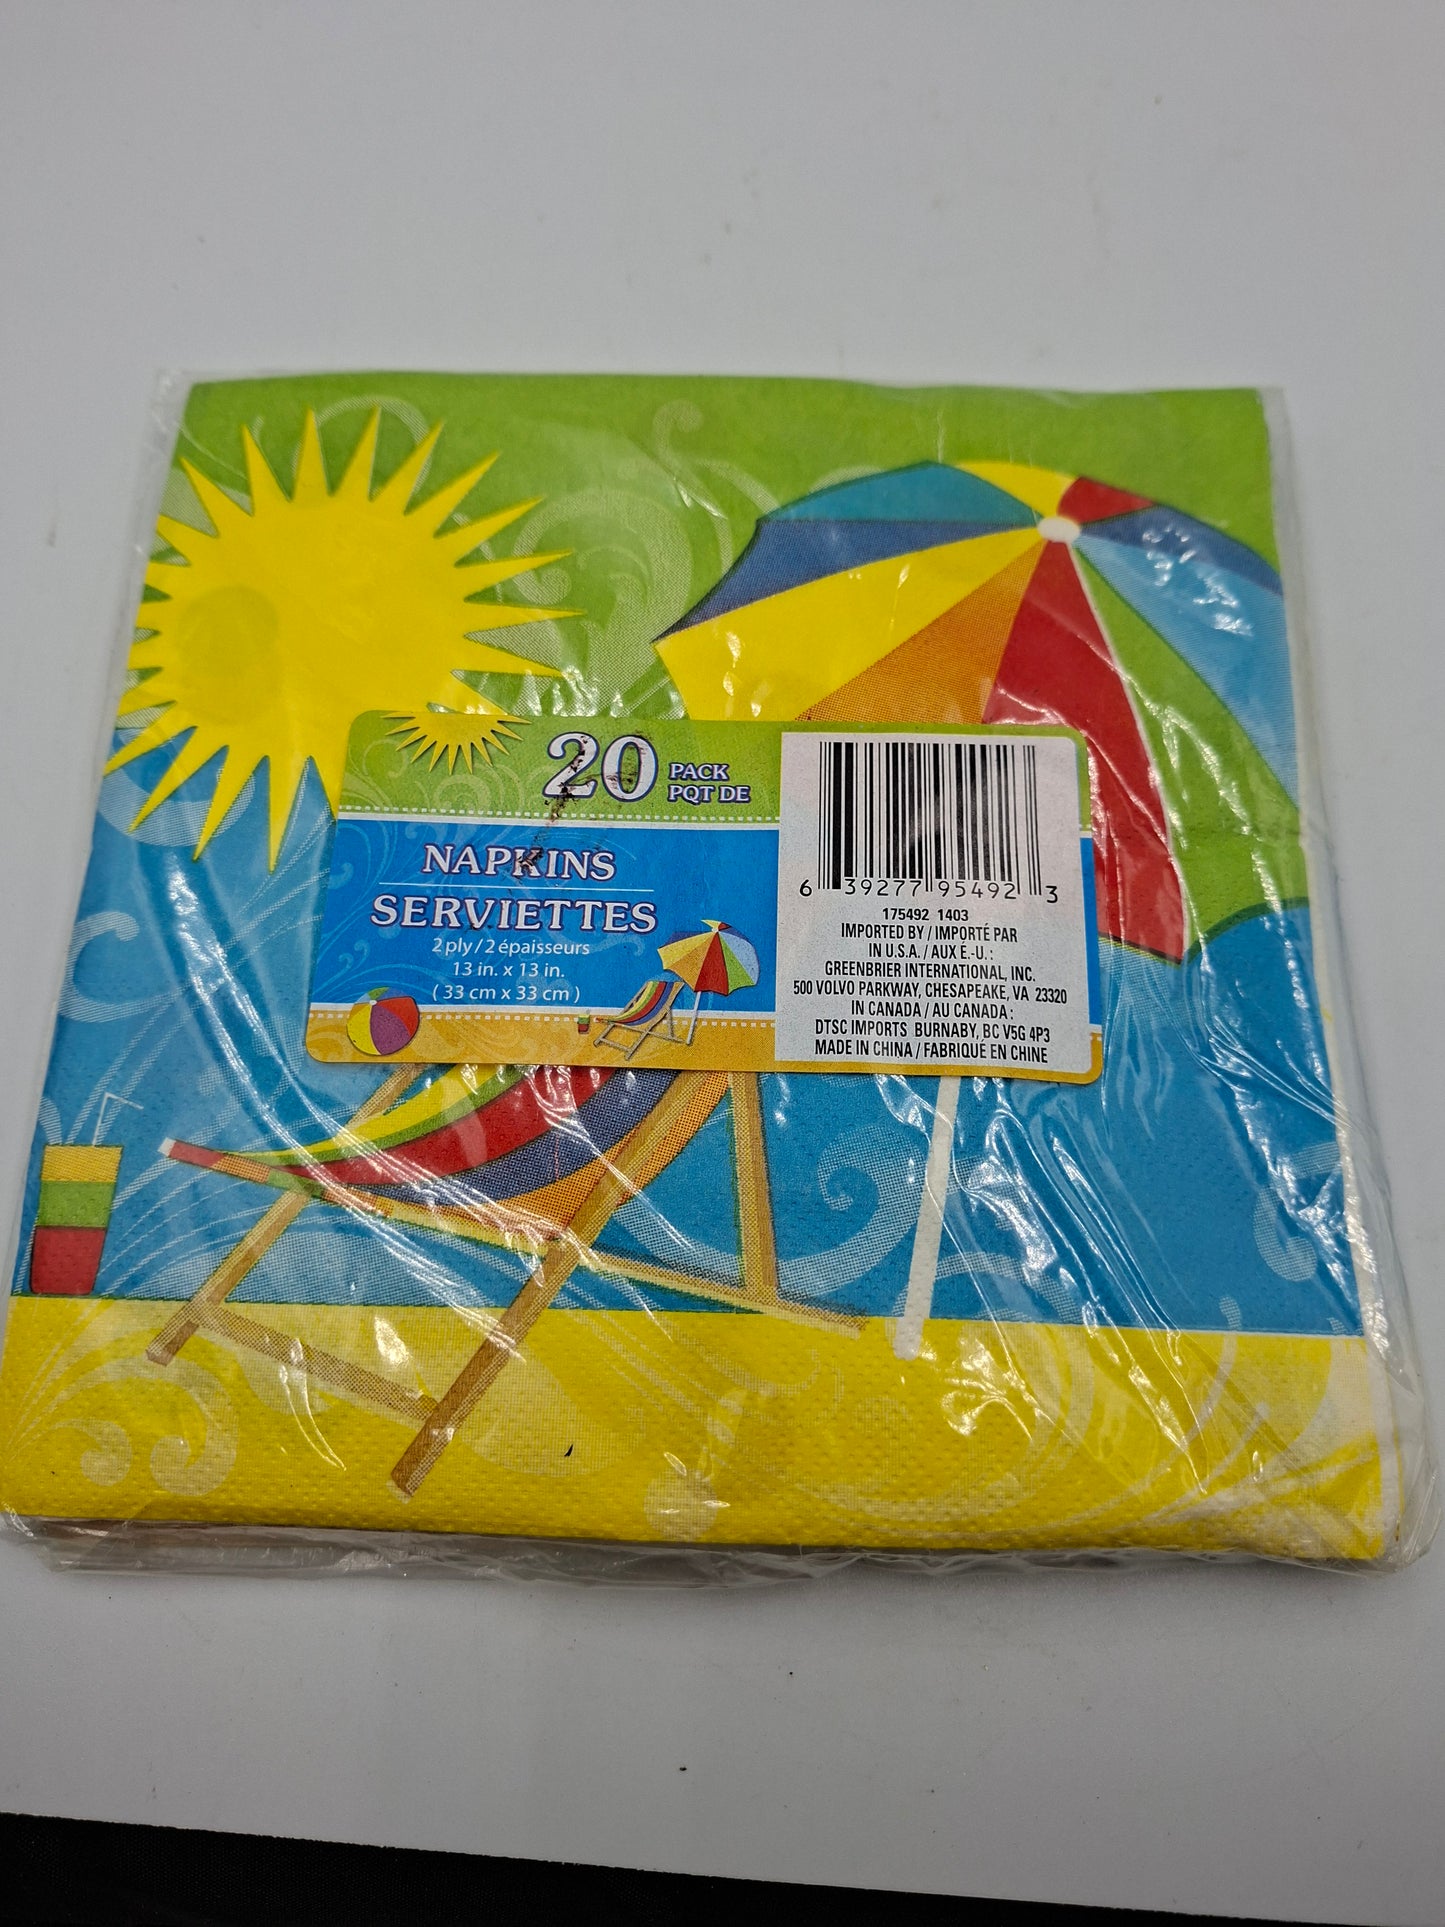 20 PACK
PQT DE
NAPKINS
SERVIETTES
2 ply / 2 épaisseurs
13 in. x 13 in.
( 33 cm x 33 cm )
6 39277 95492 3
175492 1403
IMPORTED BY / IMPORTÉ PAR
IN U.S.A. / AUX É.-U.:
GREENBRIER INTERNATIONAL, INC.
500 VOLVO PARKWAY, CHESAPEAKE, VA 23320
IN CANADA / AU CANADA :
DTSC IMPORTS BURNABY, BC V5G 4P3
MADE IN CHINA / FABRIQUÉ EN CHINE